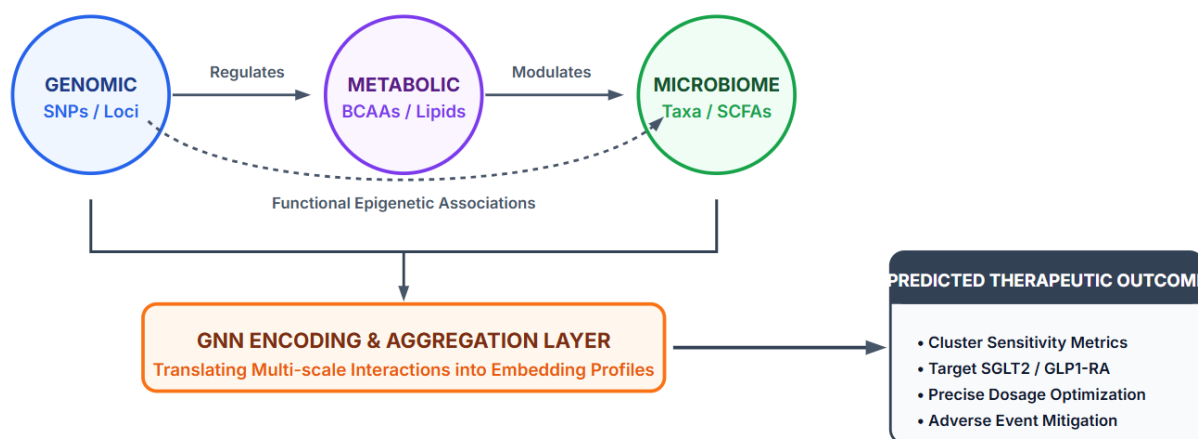 GENOMIC
SNPs / Loci
Regulates
METABOLIC
BCAAs / Lipids
Modulates
MICROBIOME
Taxa / SCFAs
Functional Epigenetic Associations
GNN ENCODING & AGGREGATION LAYER
Translating Multi-scale Interactions into Embedding Profiles
PREDICTED THERAPEUTIC OUTCOM
• Cluster Sensitivity Metrics
• Target SGLT2 / GLP1-RA
• Precise Dosage Optimization
• Adverse Event Mitigation